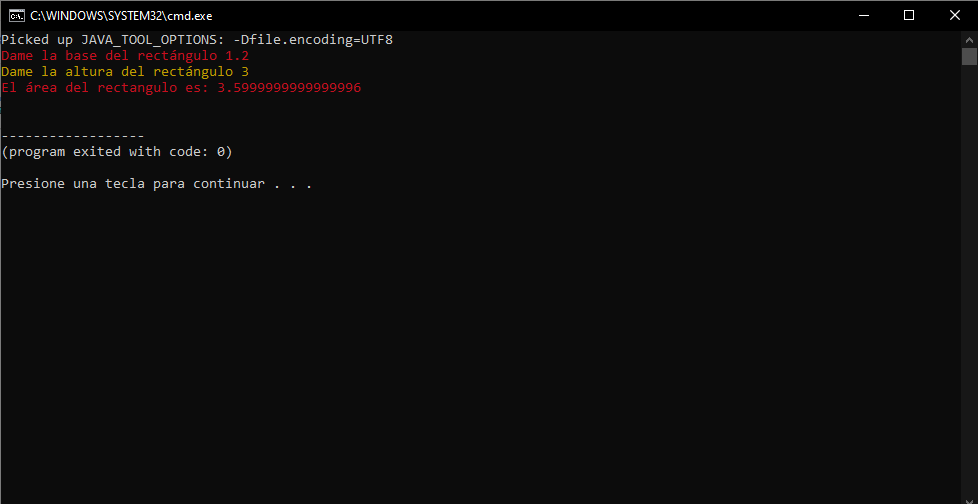 C:\WINDOWS\SYSTEM32\cmd.exe
Picked up JAVA_TOOL_OPTIONS: -Dfile.encoding=UTF8
Dame la base del rectángulo 1.2
Dame la altura del rectángulo 3
El área del rectangulo es: 3.5999999999999996
------------------
(program exited with code: 0)
Presione una tecla para continuar . . .